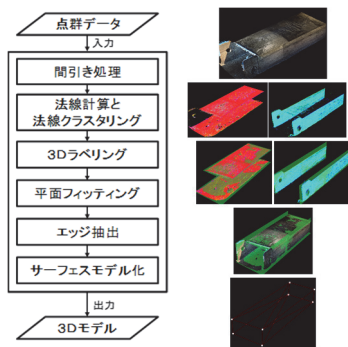 点群データ
入力
間引き処理
法線計算と
法線クラスタリング
3Dラベリング
平面フィッティング
エッジ抽出
サーフェスモデル化
出力
3Dモデル